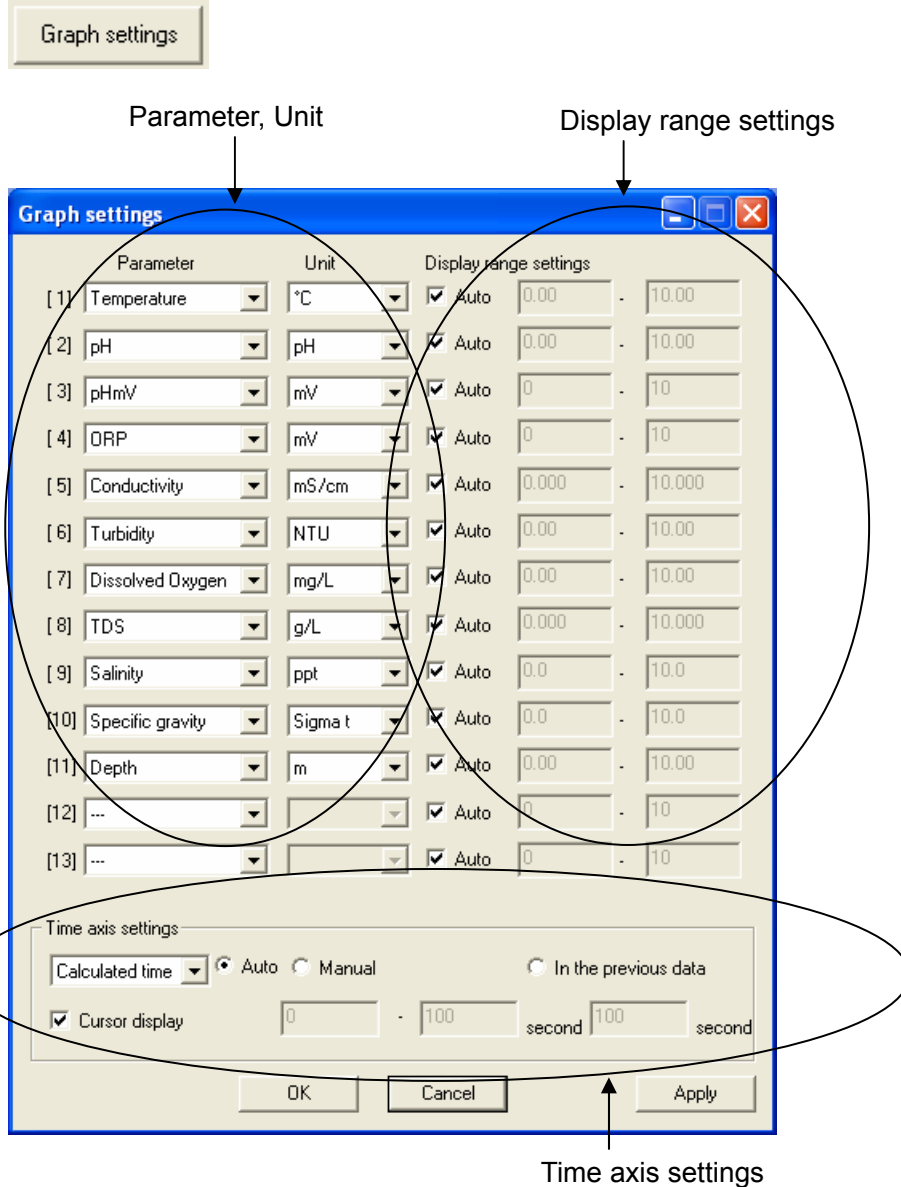 Graph settings
Parameter, Unit
Display range settings
Graph settings
Parameter Unit Display range settings
[ 1] Temperature °C Auto 0.00 - 10.00
[ 2] pH pH Auto 0.00 - 10.00
[ 3] pHmV mV Auto 0 - 10
[ 4] ORP mV Auto 0 - 10
[ 5] Conductivity mS/cm Auto 0.000 - 10.000
[ 6] Turbidity NTU Auto 0.00 - 10.00
[ 7] Dissolved Oxygen mg/L Auto 0.00 - 10.00
[ 8] TDS g/L Auto 0.000 - 10.000
[ 9] Salinity ppt Auto 0.0 - 10.0
[10] Specific gravity Sigma t Auto 0.0 - 10.0
[11] Depth m Auto 0.00 - 10.00
[12] --- Auto 0 - 10
[13] --- Auto 0 - 10
Time axis settings
Calculated time Auto Manual In the previous data
Cursor display 0 - 100 second 100 second
OK Cancel Apply
Time axis settings